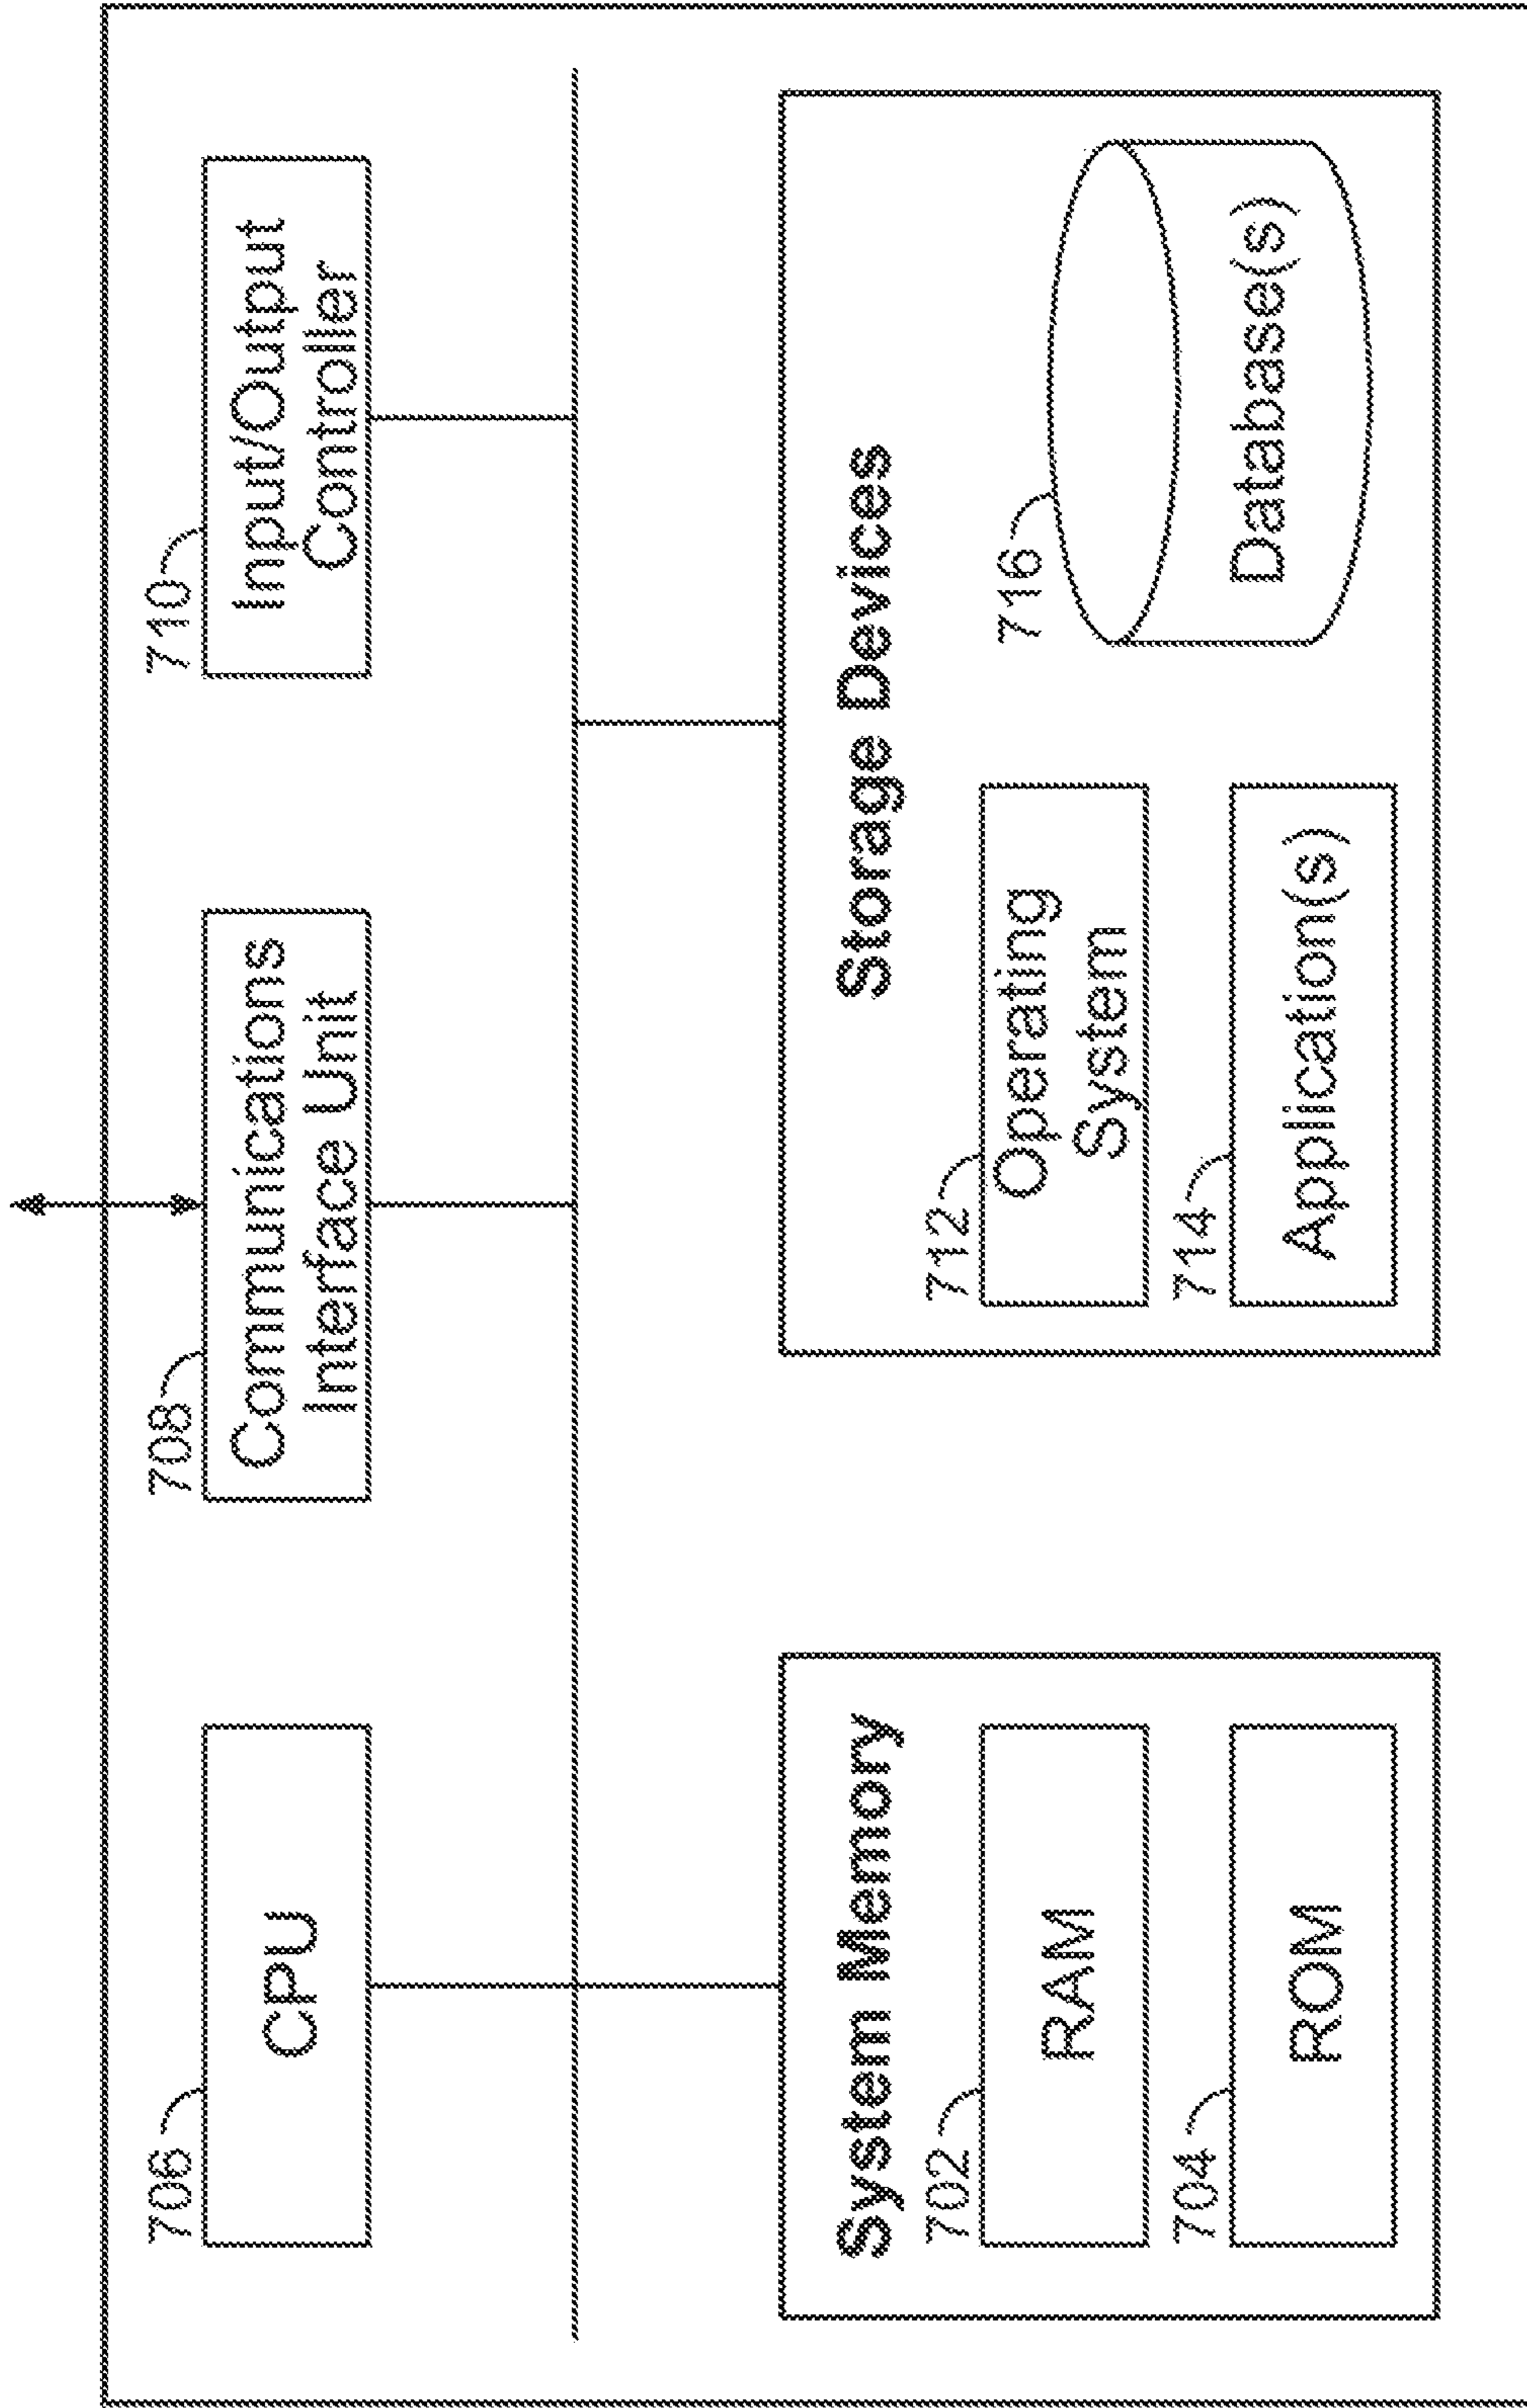 706
CPU
708
Communications
Interface Unit
710
Input/Output
Controller
System Memory
702
RAM
704
ROM
Storage Devices
712
Operating
System
714
Application(s)
716
Database(s)